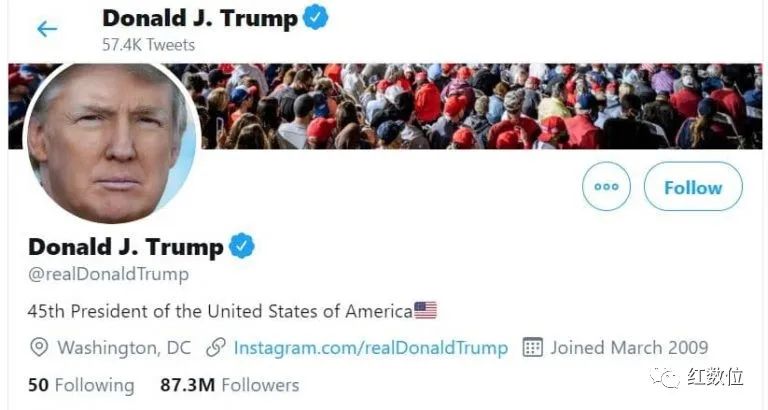 Donald J. Trump
57.4K Tweets
Follow
Donald J. Trump
@realDonaldTrump
45th President of the United States of America🇺🇸
Washington, DC Instagram.com/realDonaldTrump Joined March 2009
50 Following 87.3M Followers
红数位